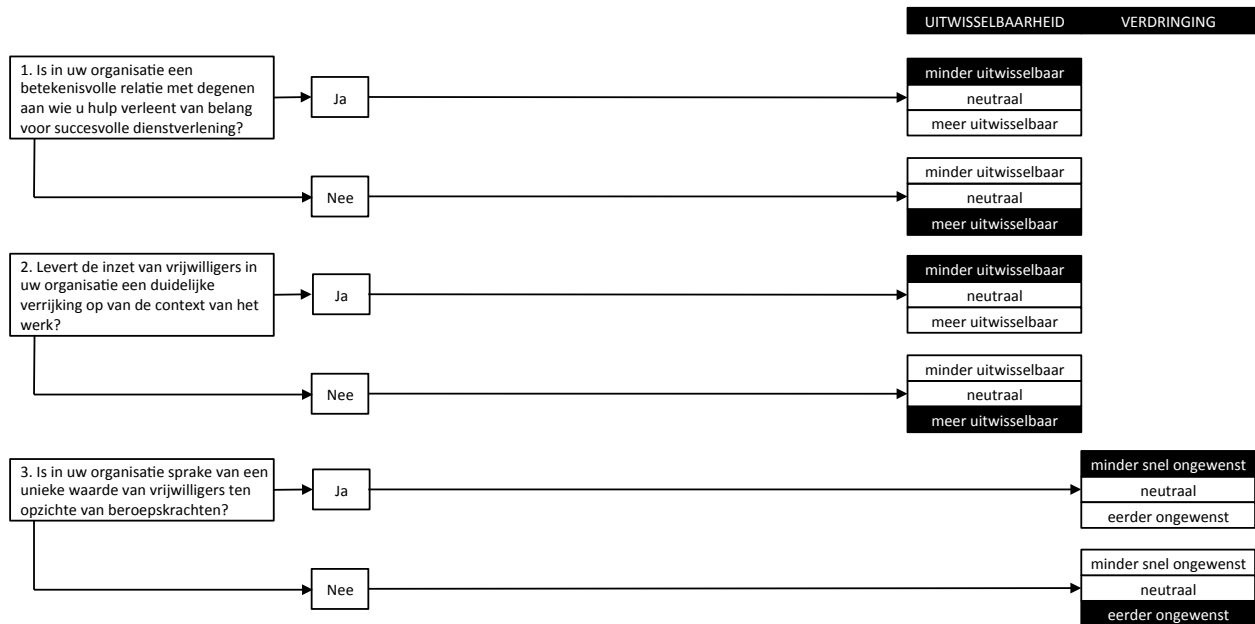 UITWISSELBAARHEID VERDRINGING
1. Is in uw organisatie een
betekenisvolle relatie met degenen
aan wie u hulp verleent van belang
voor succesvolle dienstverlening?
Ja
minder uitwisselbaar
neutraal
meer uitwisselbaar
Nee
minder uitwisselbaar
neutraal
meer uitwisselbaar
2. Levert de inzet van vrijwilligers in
uw organisatie een duidelijke
verrijking op van de context van het
werk?
Ja
minder uitwisselbaar
neutraal
meer uitwisselbaar
Nee
minder uitwisselbaar
neutraal
meer uitwisselbaar
3. Is in uw organisatie sprake van een
unieke waarde van vrijwilligers ten
opzichte van beroepskrachten?
Ja
minder snel ongewenst
neutraal
eerder ongewenst
Nee
minder snel ongewenst
neutraal
eerder ongewenst